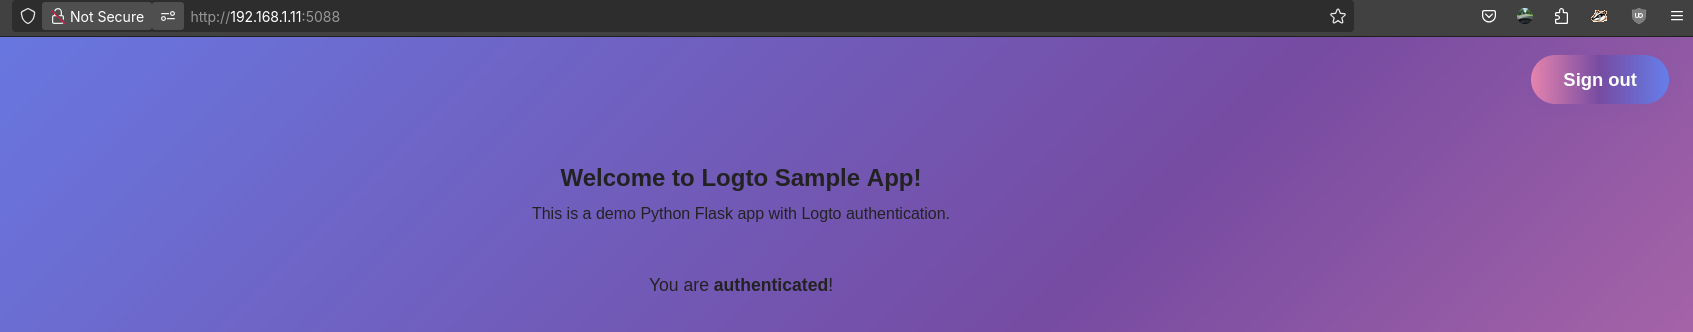 Not Secure http://192.168.1.11:5088
Sign out
Welcome to Logto Sample App!
This is a demo Python Flask app with Logto authentication.
You are authenticated!